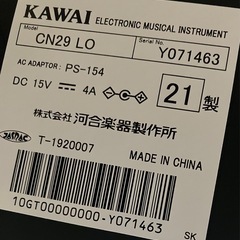 KAWAI ELECTRONIC MUSICAL INSTRUMENT
Model CN29 LO
Serial No. Y071463
AC ADAPTOR: PS-154
DC 15V 4A
21 製
株式会社 河合楽器製作所
JASRAC
T-1920007
MADE IN CHINA
10GT00000000-Y071463
SK